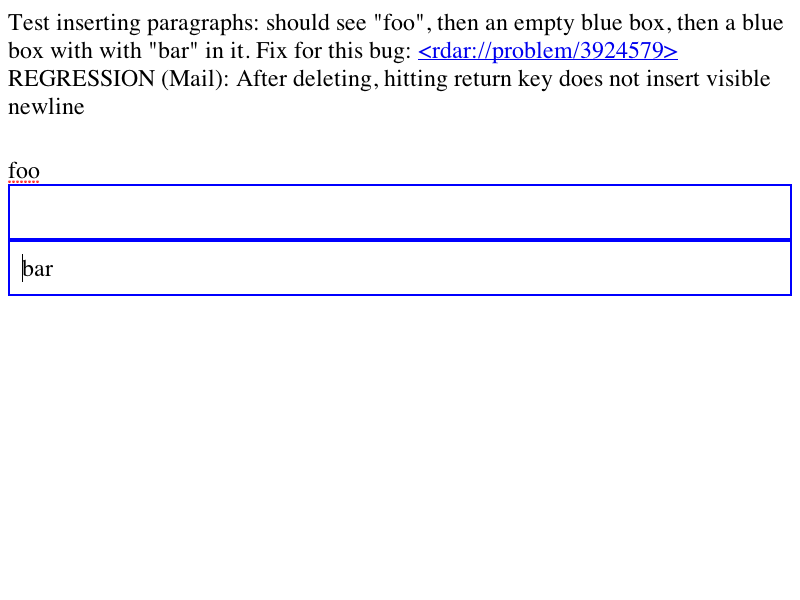 Test inserting paragraphs: should see "foo", then an empty blue box, then a blue
box with with "bar" in it. Fix for this bug: <rdar://problem/3924579>
REGRESSION (Mail): After deleting, hitting return key does not insert visible
newline
foo
bar